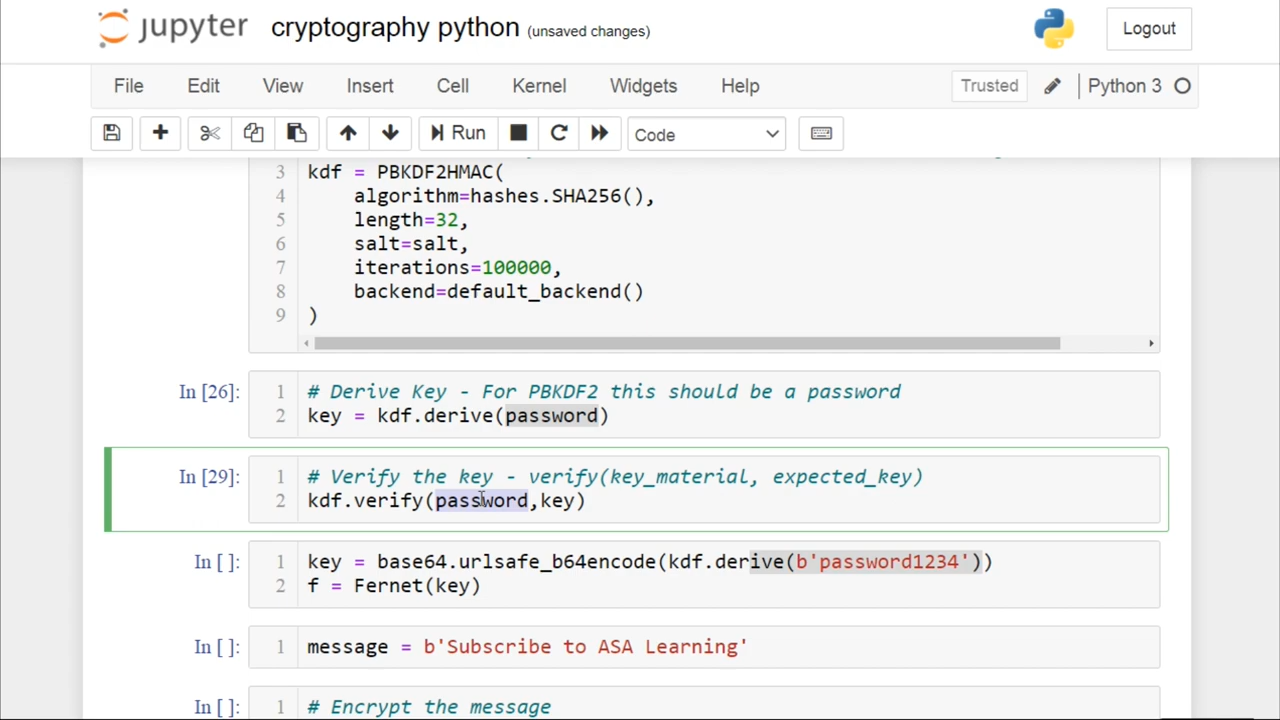 jupyter cryptography python (unsaved changes) Logout
File Edit View Insert Cell Kernel Widgets Help Trusted Python 3
Run Code
3 kdf = PBKDF2HMAC(
4 algorithm=hashes.SHA256(),
5 length=32,
6 salt=salt,
7 iterations=100000,
8 backend=default_backend()
9 )
In [26]: 1 # Derive Key - For PBKDF2 this should be a password
2 key = kdf.derive(password)
In [29]: 1 # Verify the key - verify(key_material, expected_key)
2 kdf.verify(password,key)
In [ ]: 1 key = base64.urlsafe_b64encode(kdf.derive(b'password1234'))
2 f = Fernet(key)
In [ ]: 1 message = b'Subscribe to ASA Learning'
In [ ]: 1 # Encrypt the message